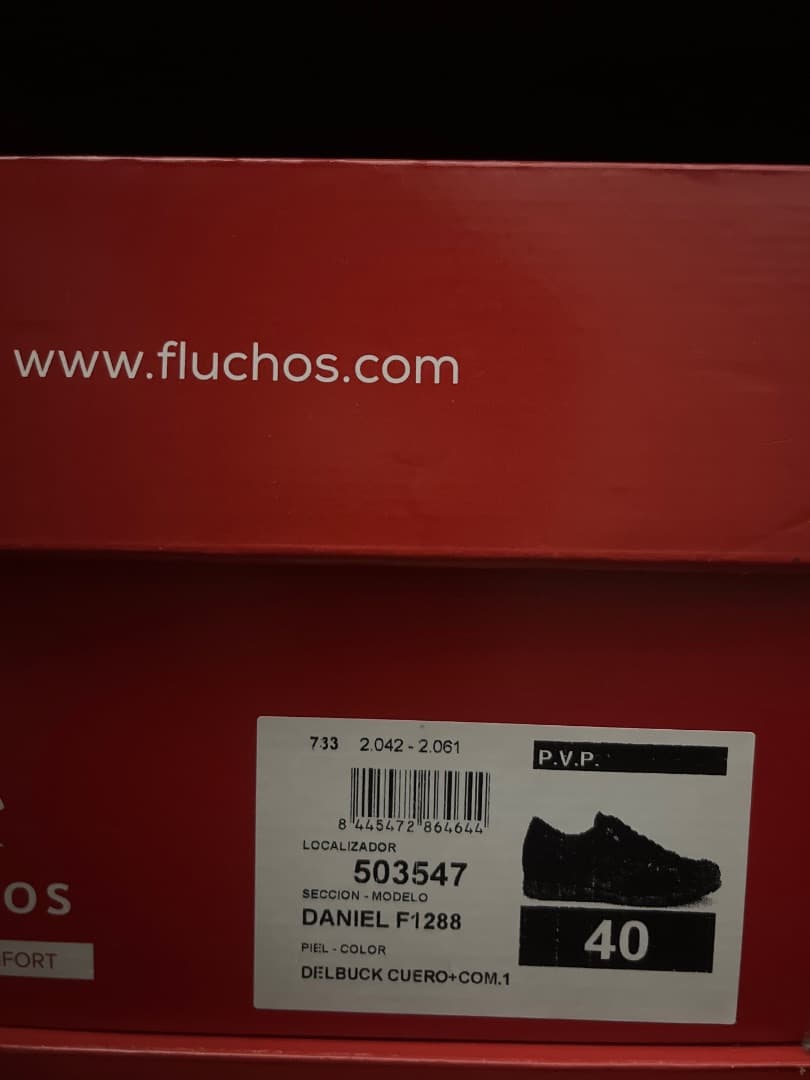 www.fluchos.com
733 2.042 - 2.061
P.V.P.
8 445472 864644
LOCALIZADOR
503547
SECCION - MODELO
DANIEL F1288
PIEL - COLOR
DELBUCK CUERO+COM.1
40
OS
FORT